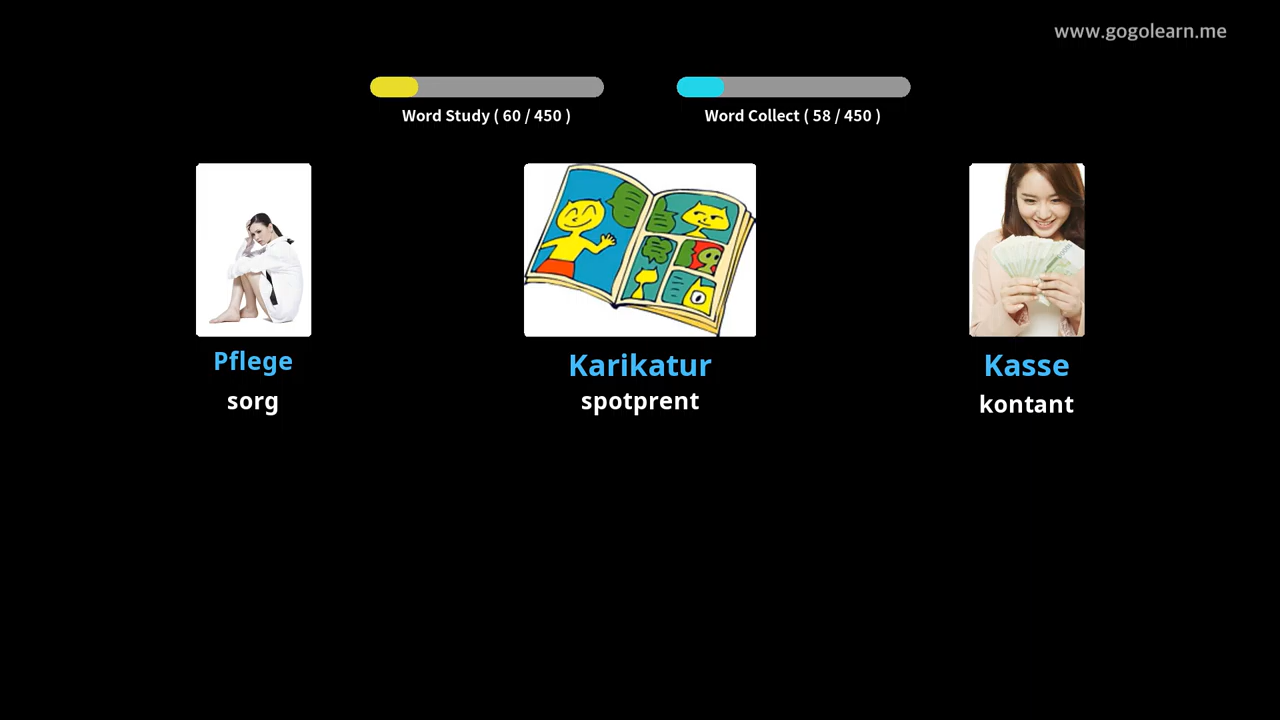 www.gogolearn.me
Word Study ( 60 / 450 )
Word Collect ( 58 / 450 )
Pflege
Karikatur
Kasse
sorg
spotprent
kontant